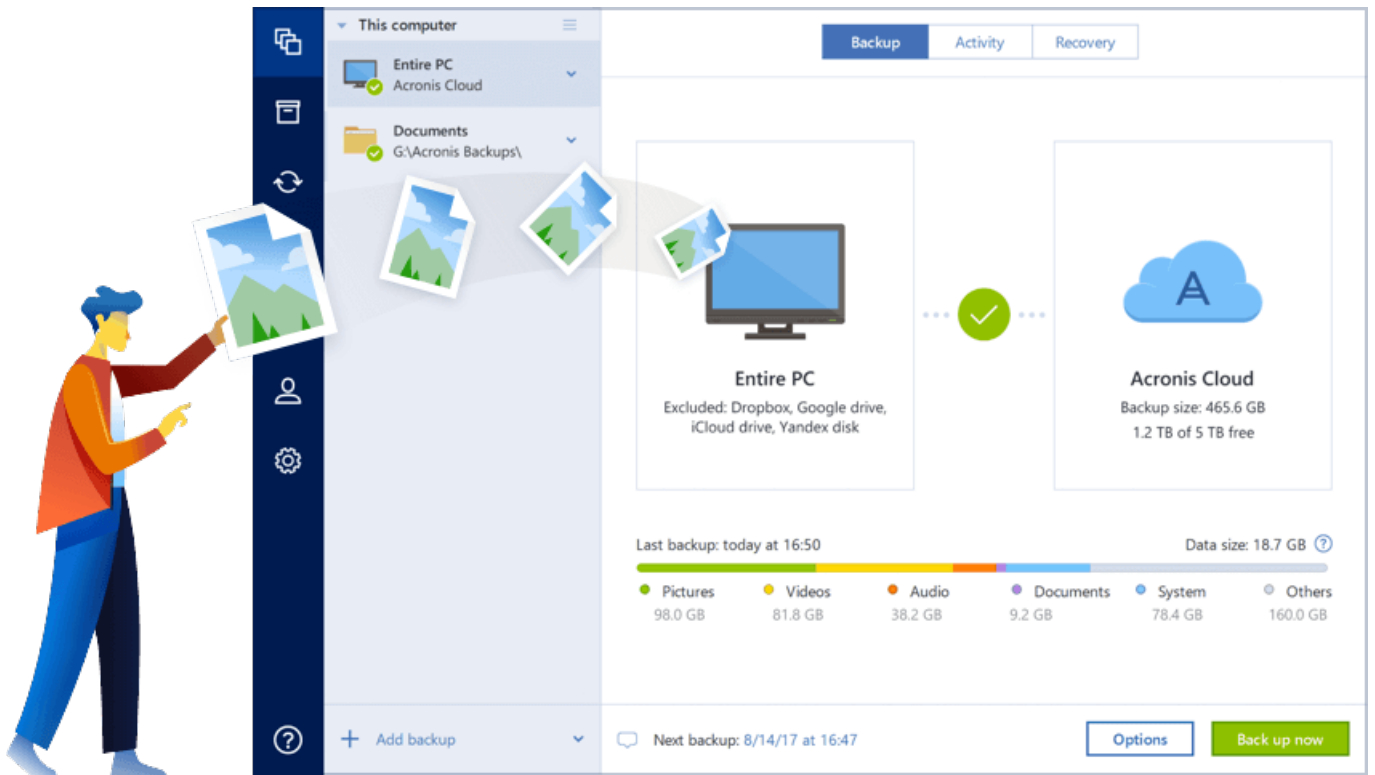 This computer
Entire PC
Acronis Cloud
Documents
G:\Acronis Backups\
Add backup
Backup Activity Recovery
Entire PC
Excluded: Dropbox, Google drive,
iCloud drive, Yandex disk
Acronis Cloud
Backup size: 465.6 GB
1.2 TB of 5 TB free
Last backup: today at 16:50 Data size: 18.7 GB
Pictures Videos Audio Documents System Others
98.0 GB 81.8 GB 38.2 GB 9.2 GB 78.4 GB 160.0 GB
Next backup: 8/14/17 at 16:47 Options Back up now